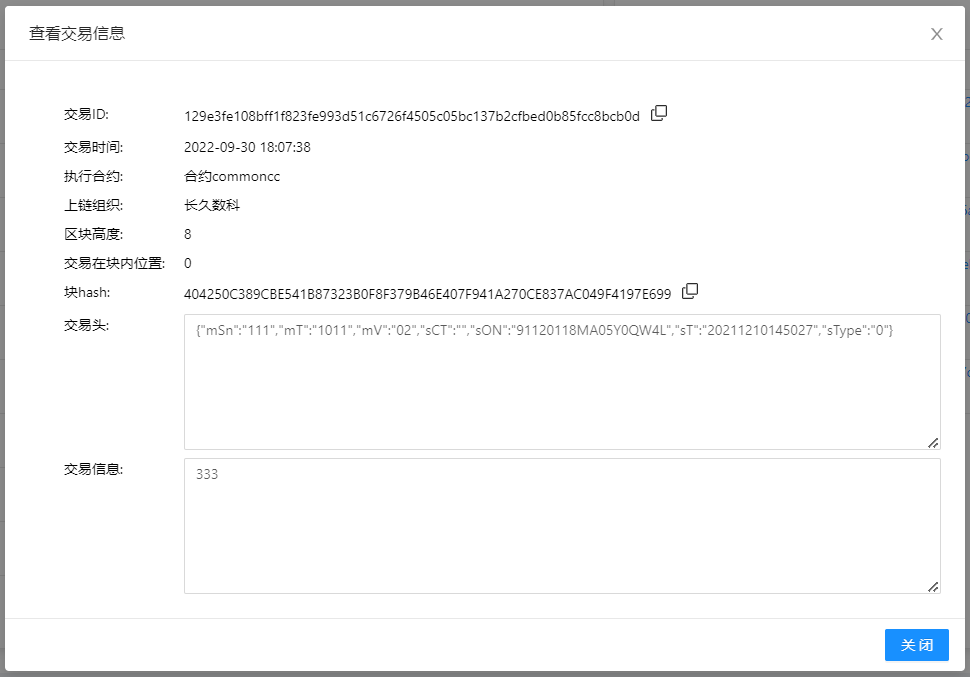 查看交易信息
交易ID: 129e3fe108bff1f823fe993d51c6726f4505c05bc137b2cfbed0b85fcc8bcb0d
交易时间: 2022-09-30 18:07:38
执行合约: 合约commoncc
上链组织: 长久数科
区块高度: 8
交易在块内位置: 0
块hash: 404250C389CBE541B87323B0F8F379B46E407F941A270CE837AC049F4197E699
交易头: {"mSn":"111","mT":"1011","mV":"02","sCT":"","sON":"91120118MA05Y0QW4L","sT":"20211210145027","sType":"0"}
交易信息: 333
关闭